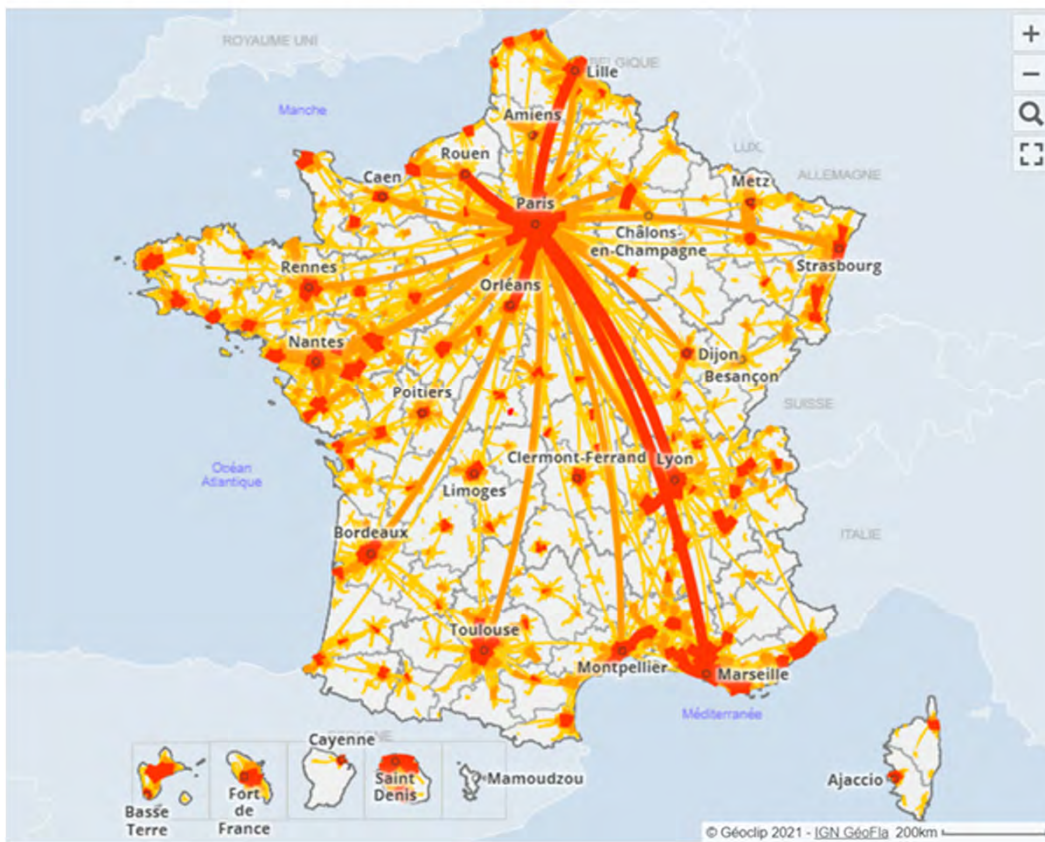 ROYAUME UNI
+
−
BELGIQUE
Lille
Manche
Amiens
Rouen
LUX.
Caen
Metz
ALLEMAGNE
Paris
Châlons-
en-Champagne
Rennes
Strasbourg
Orléans
Nantes
Dijon
Besançon
Poitiers
SUISSE
Océan
Atlantique
Clermont-Ferrand
Lyon
Limoges
Bordeaux
ITALIE
Toulouse
Montpellier
Marseille
Méditerranée
ESPAGNE
Cayenne
Saint
Denis
Mamoudzou
Ajaccio
Basse
Terre
Fort
de
France
© Géoclip 2021 - IGN GéoFla 200km